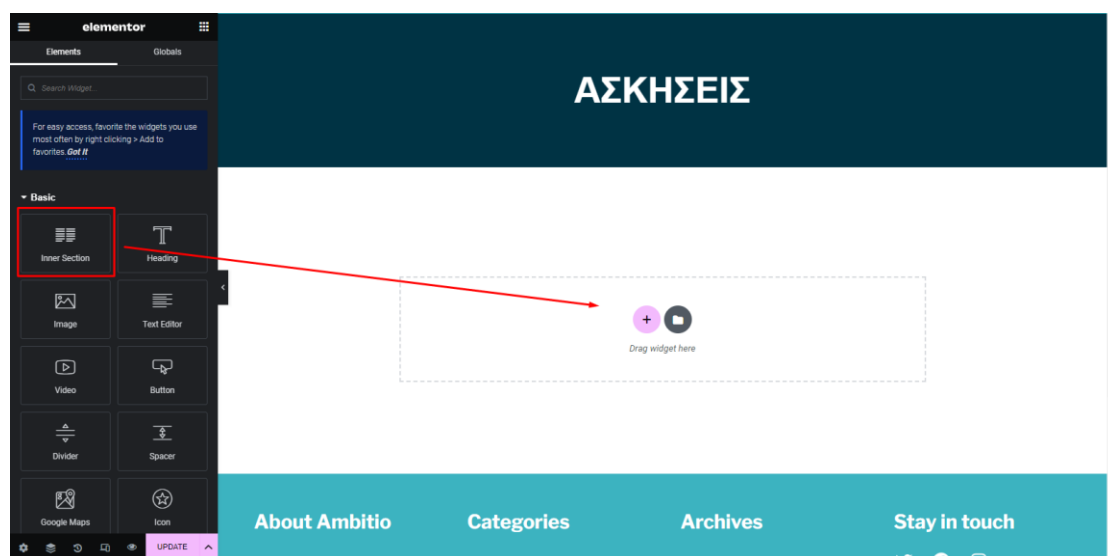 elementor
Elements
Globals
Search Widget...
For easy access, favorite the widgets you use
most often by right clicking > Add to
favorites. Got It
Basic
Inner Section
Heading
Image
Text Editor
Video
Button
Divider
Spacer
Google Maps
Icon
UPDATE
ΑΣΚΗΣΕΙΣ
Drag widget here
About Ambitio
Categories
Archives
Stay in touch